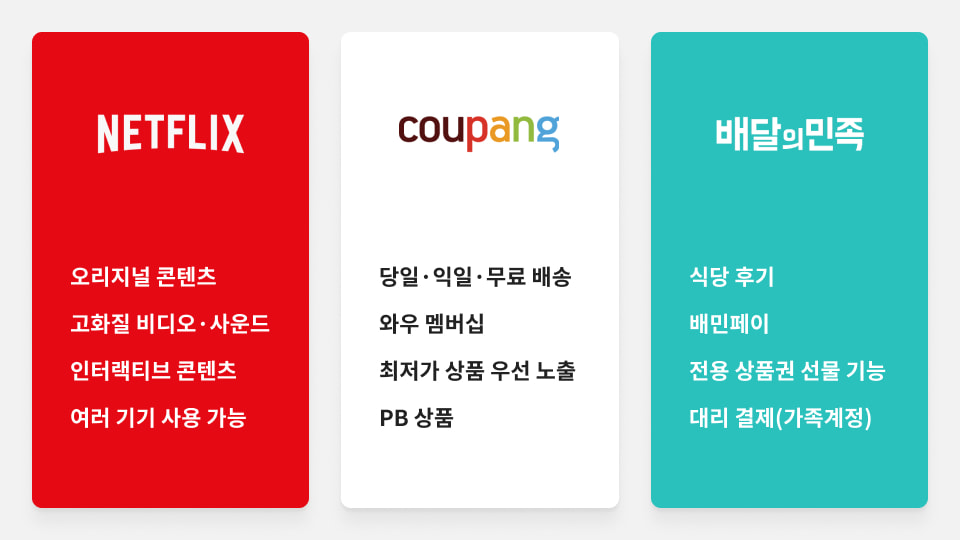 NETFLIX
오리지널 콘텐츠
고화질 비디오·사운드
인터랙티브 콘텐츠
여러 기기 사용 가능
coupang
당일·익일·무료 배송
와우 멤버십
최저가 상품 우선 노출
PB 상품
배달의민족
식당 후기
배민페이
전용 상품권 선물 기능
대리 결제(가족계정)